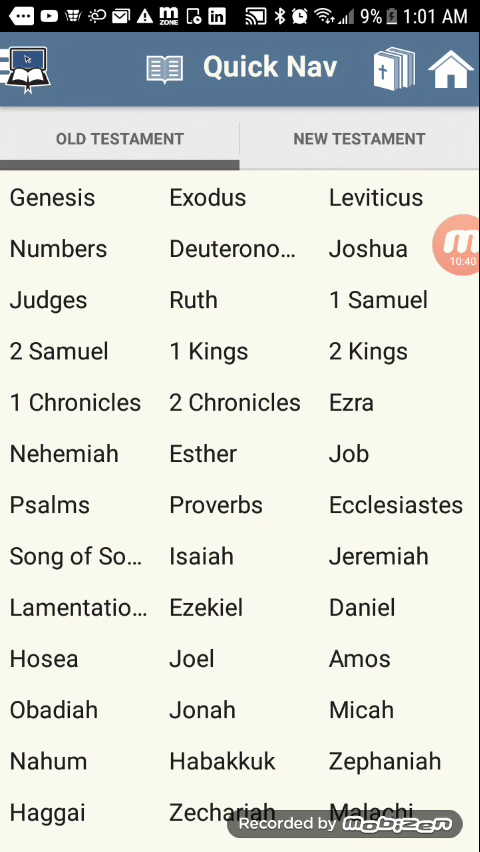 m
ZONE
in
9% 1:01 AM
Quick Nav
OLD TESTAMENT NEW TESTAMENT
Genesis Exodus Leviticus
Numbers Deuterono... Joshua
m
10:40
Judges Ruth 1 Samuel
2 Samuel 1 Kings 2 Kings
1 Chronicles 2 Chronicles Ezra
Nehemiah Esther Job
Psalms Proverbs Ecclesiastes
Song of So... Isaiah Jeremiah
Lamentatio... Ezekiel Daniel
Hosea Joel Amos
Obadiah Jonah Micah
Nahum Habakkuk Zephaniah
Haggai Zechariah Malachi
Recorded by mobizen